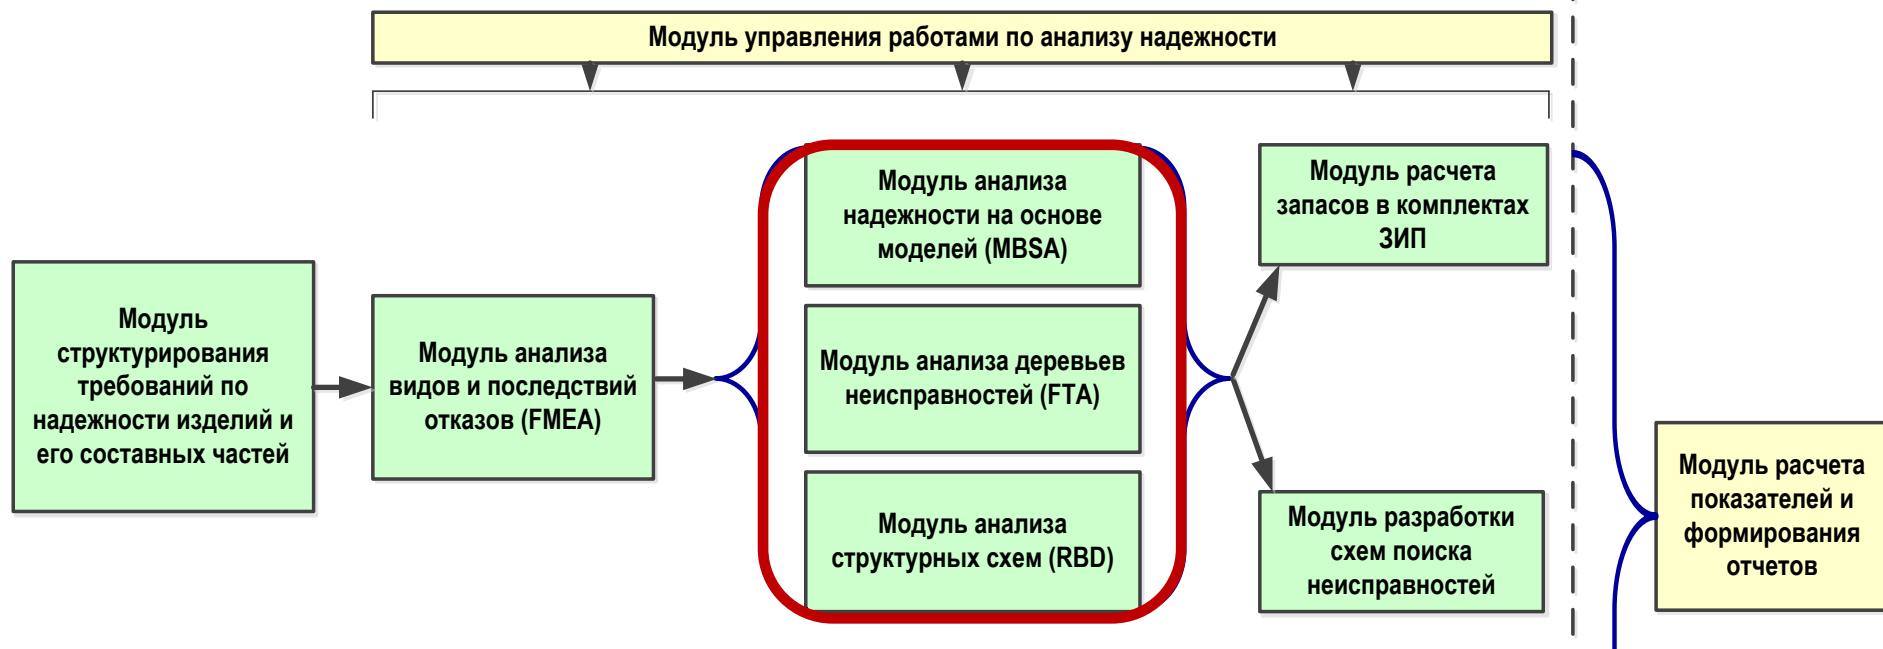 Модуль управления работами по анализу надежности
Модуль
структурирования
требований по
надежности изделий и
его составных частей
Модуль анализа
видов и последствий
отказов (FMEA)
Модуль анализа
надежности на основе
моделей (MBSA)
Модуль анализа деревьев
неисправностей (FTA)
Модуль анализа
структурных схем (RBD)
Модуль расчета
запасов в комплектах
ЗИП
Модуль разработки
схем поиска
неисправностей
Модуль расчета
показателей и
формирования
отчетов